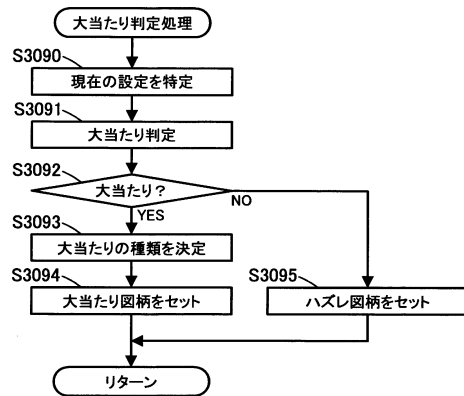 大当たり判定処理
S3090
現在の設定を特定
S3091
大当たり判定
S3092
大当たり？
YES
NO
S3093
大当たりの種類を決定
S3094
大当たり図柄をセット
S3095
ハズレ図柄をセット
リターン